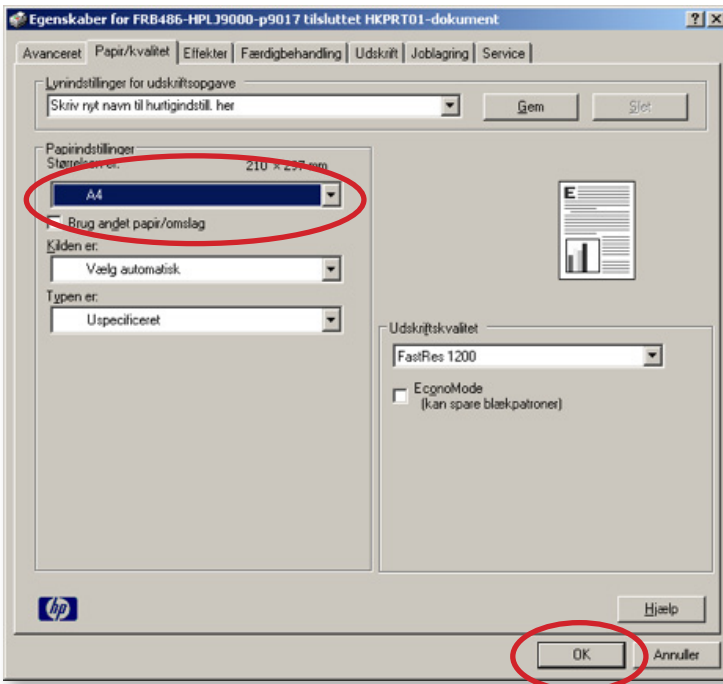 Egenskaber for FRB486-HPLJ9000-p9017 tilsluttet HKPRT01-dokument
Avanceret Papir/kvalitet Effekter Færdigbehandling Udskrift Joblagring Service
Lynindstillinger for udskriftsopgave
Skriv nyt navn til hurtigindstill. her Gem Slet
Papirindstillinger
Størrelsen er: 210 × 297 mm
A4
Brug andet papir/omslag
Kilden er:
Vælg automatisk
Typen er:
Uspecificeret
E
Udskriftskvalitet
FastRes 1200
EconoMode
(kan spare blækpatroner)
hp
Hjælp
OK Annuller